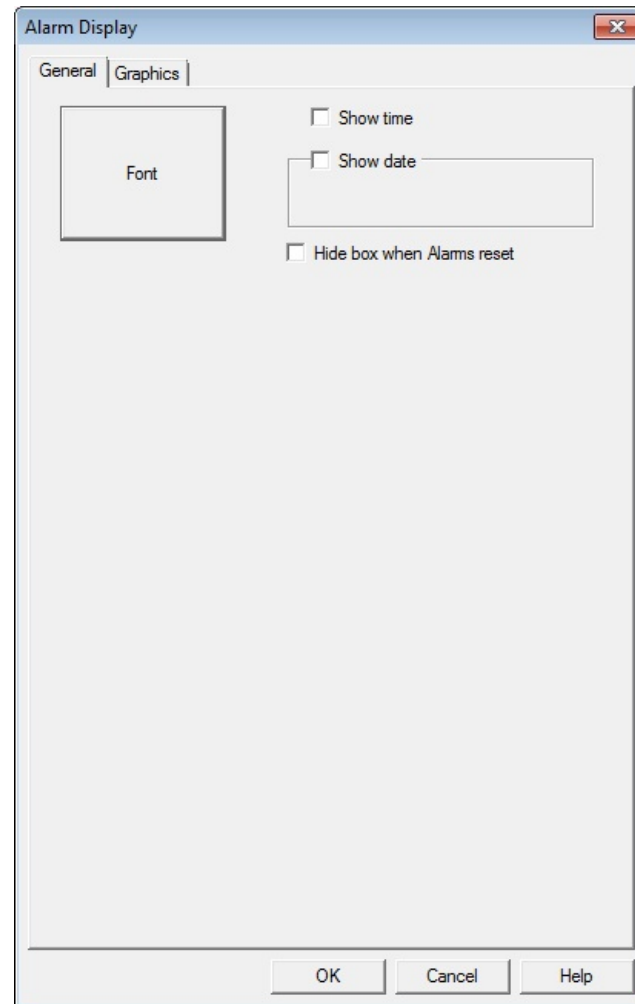 Alarm Display
General
Graphics
Show time
Font
Show date
Hide box when Alarms reset
OK
Cancel
Help